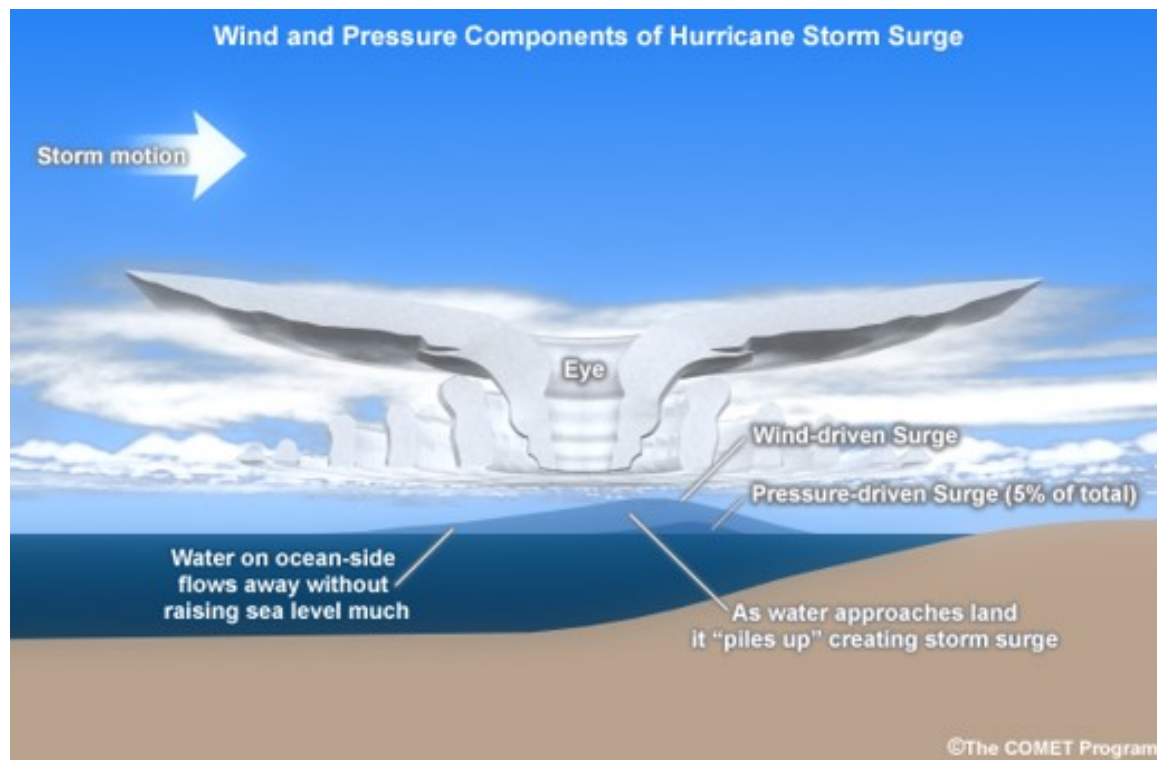 Wind and Pressure Components of Hurricane Storm Surge
Storm motion
Eye
Wind-driven Surge
Pressure-driven Surge (5% of total)
Water on ocean-side
flows away without
raising sea level much
As water approaches land
it “piles up” creating storm surge
©The COMET Program